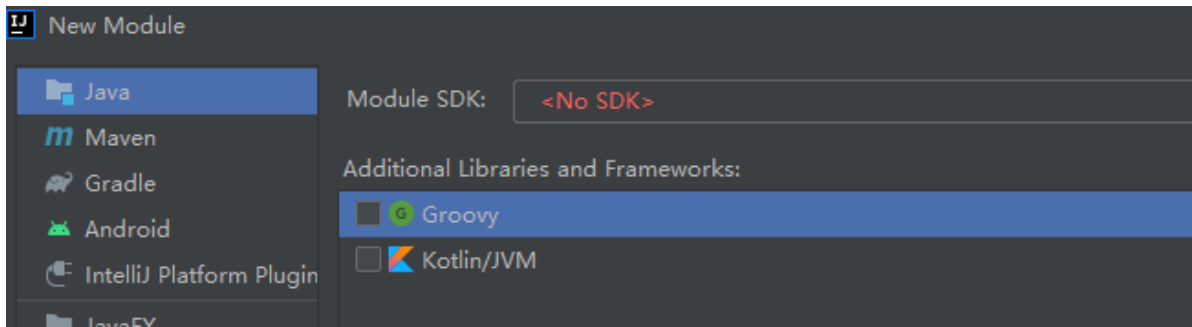 New Module
Java
Module SDK: <No SDK>
Maven
Additional Libraries and Frameworks:
Gradle
Groovy
Android
Kotlin/JVM
IntelliJ Platform Plugin
JavaFX